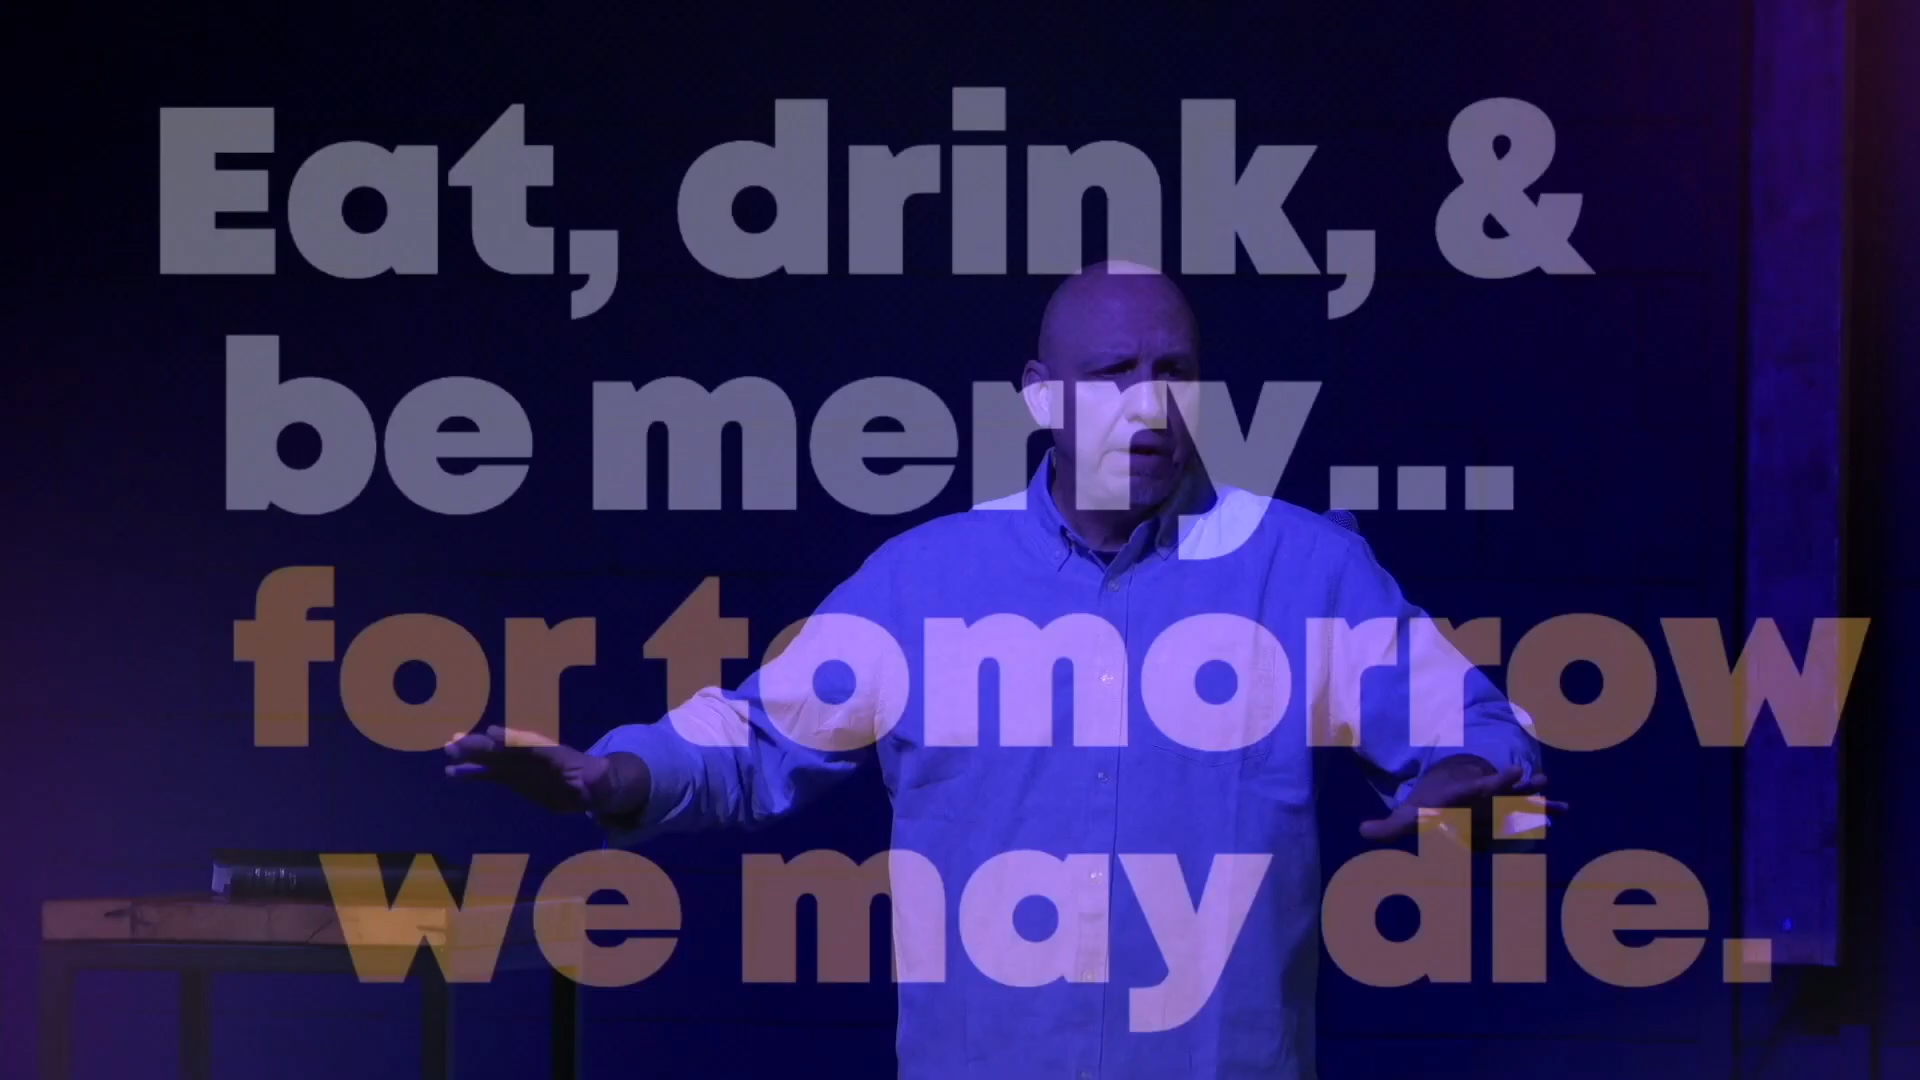 Eat, drink, &
be merry...
for tomorrow
we may die.